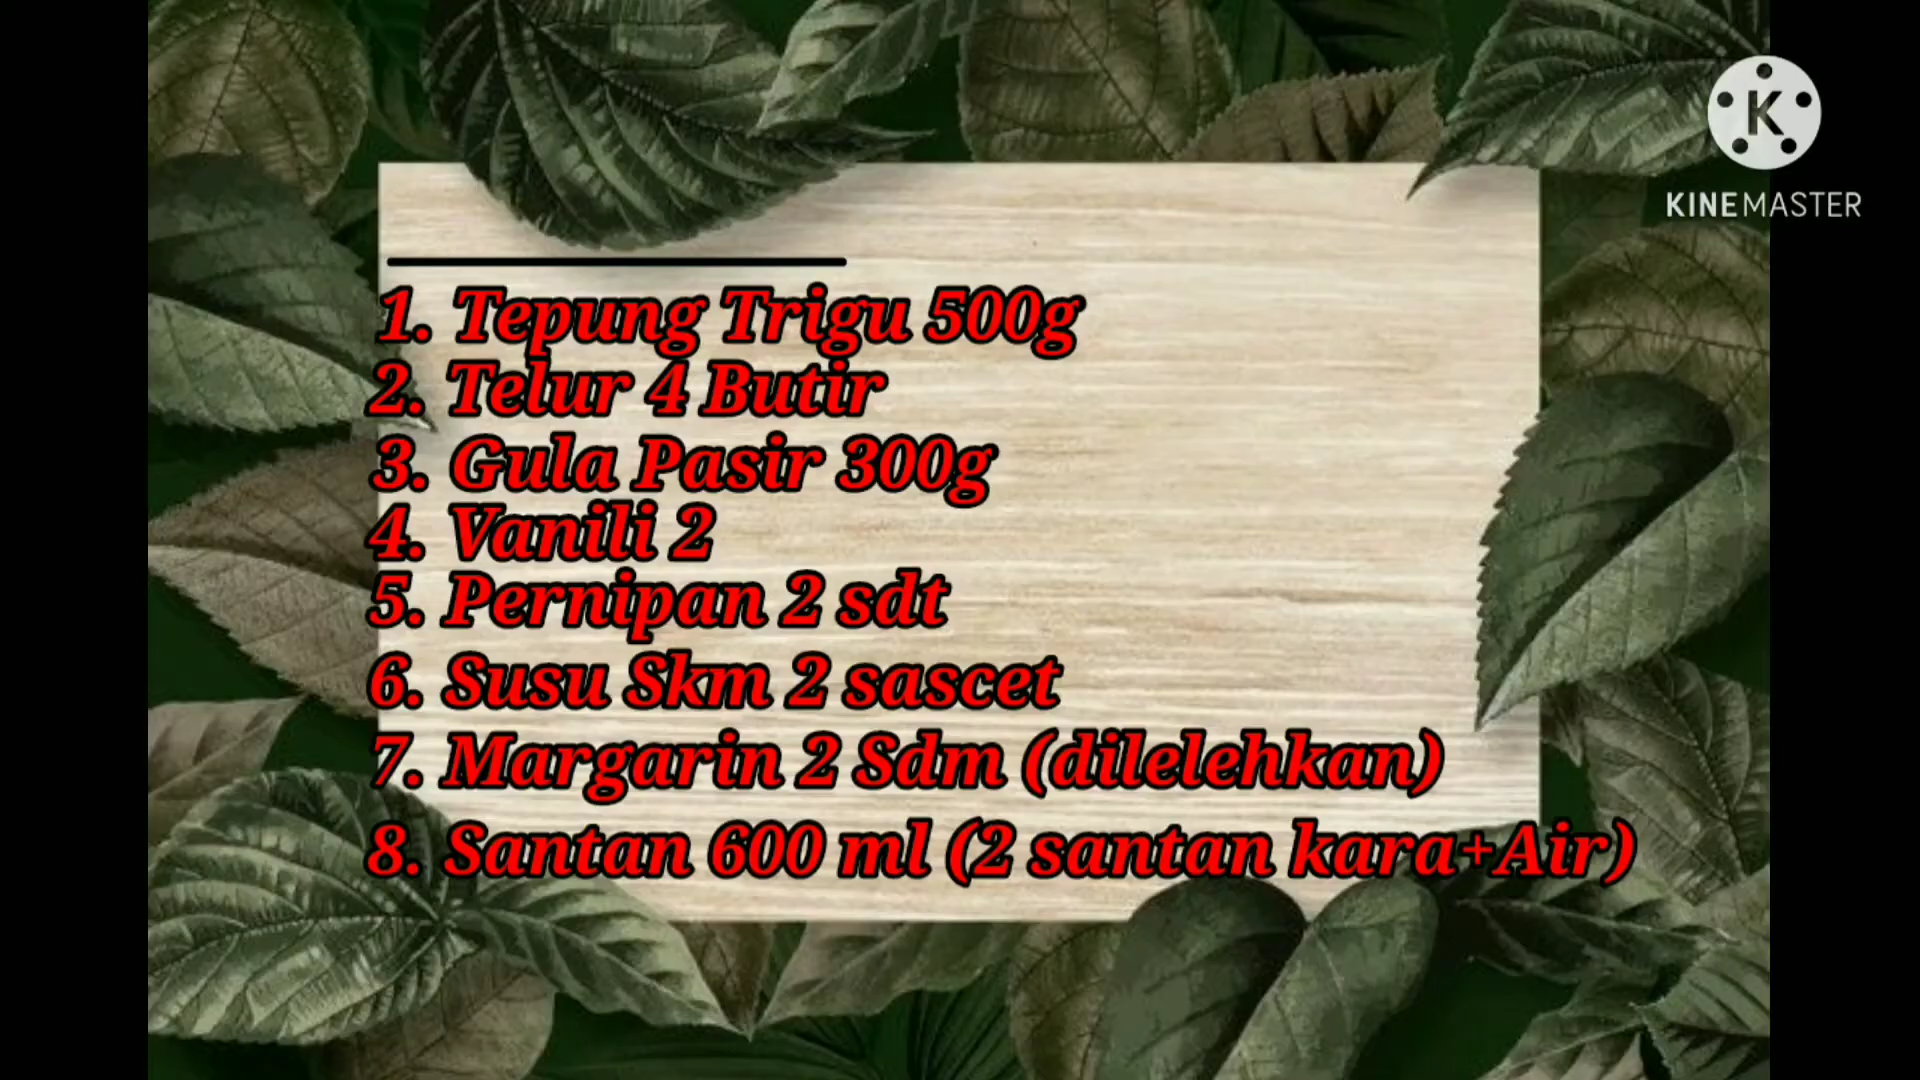 KINEMASTER
1. Tepung Trigu 500g
2. Telur 4 Butir
3. Gula Pasir 300g
4. Vanili 2
5. Pernipan 2 sdt
6. Susu Skm 2 sascet
7. Margarin 2 Sdm (dilelehkan)
8. Santan 600 ml (2 santan kara+Air)